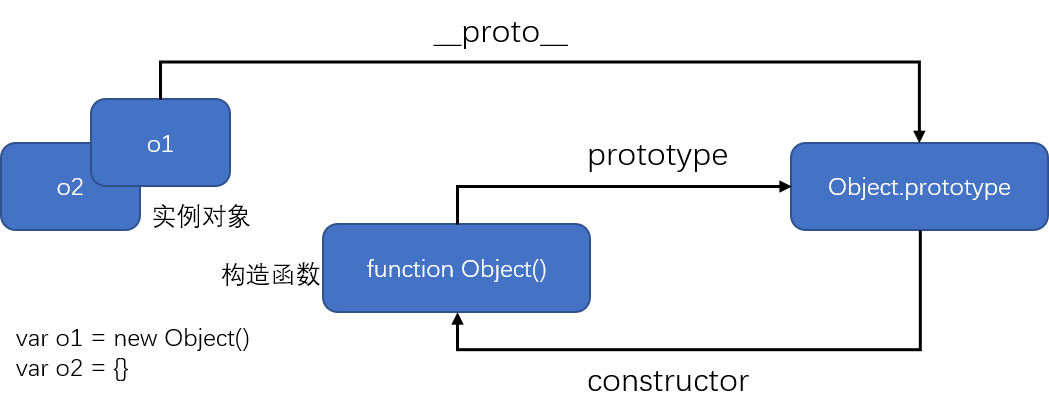 __proto__
o1
prototype
o2
Object.prototype
实例对象
构造函数
function Object()
var o1 = new Object()
var o2 = {}
constructor